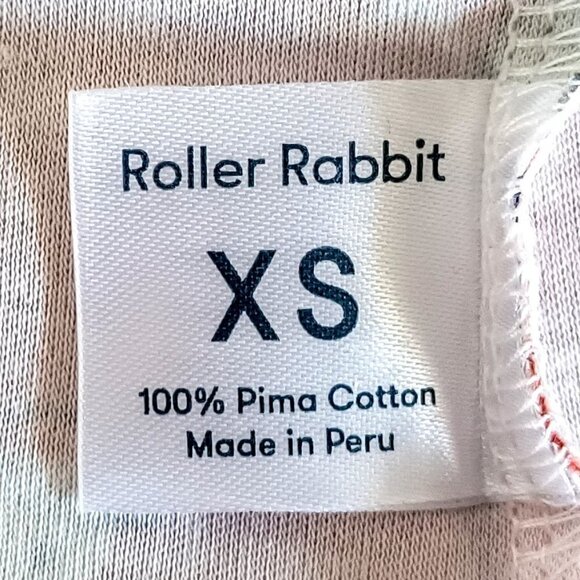 Roller Rabbit
XS
100% Pima Cotton
Made in Peru